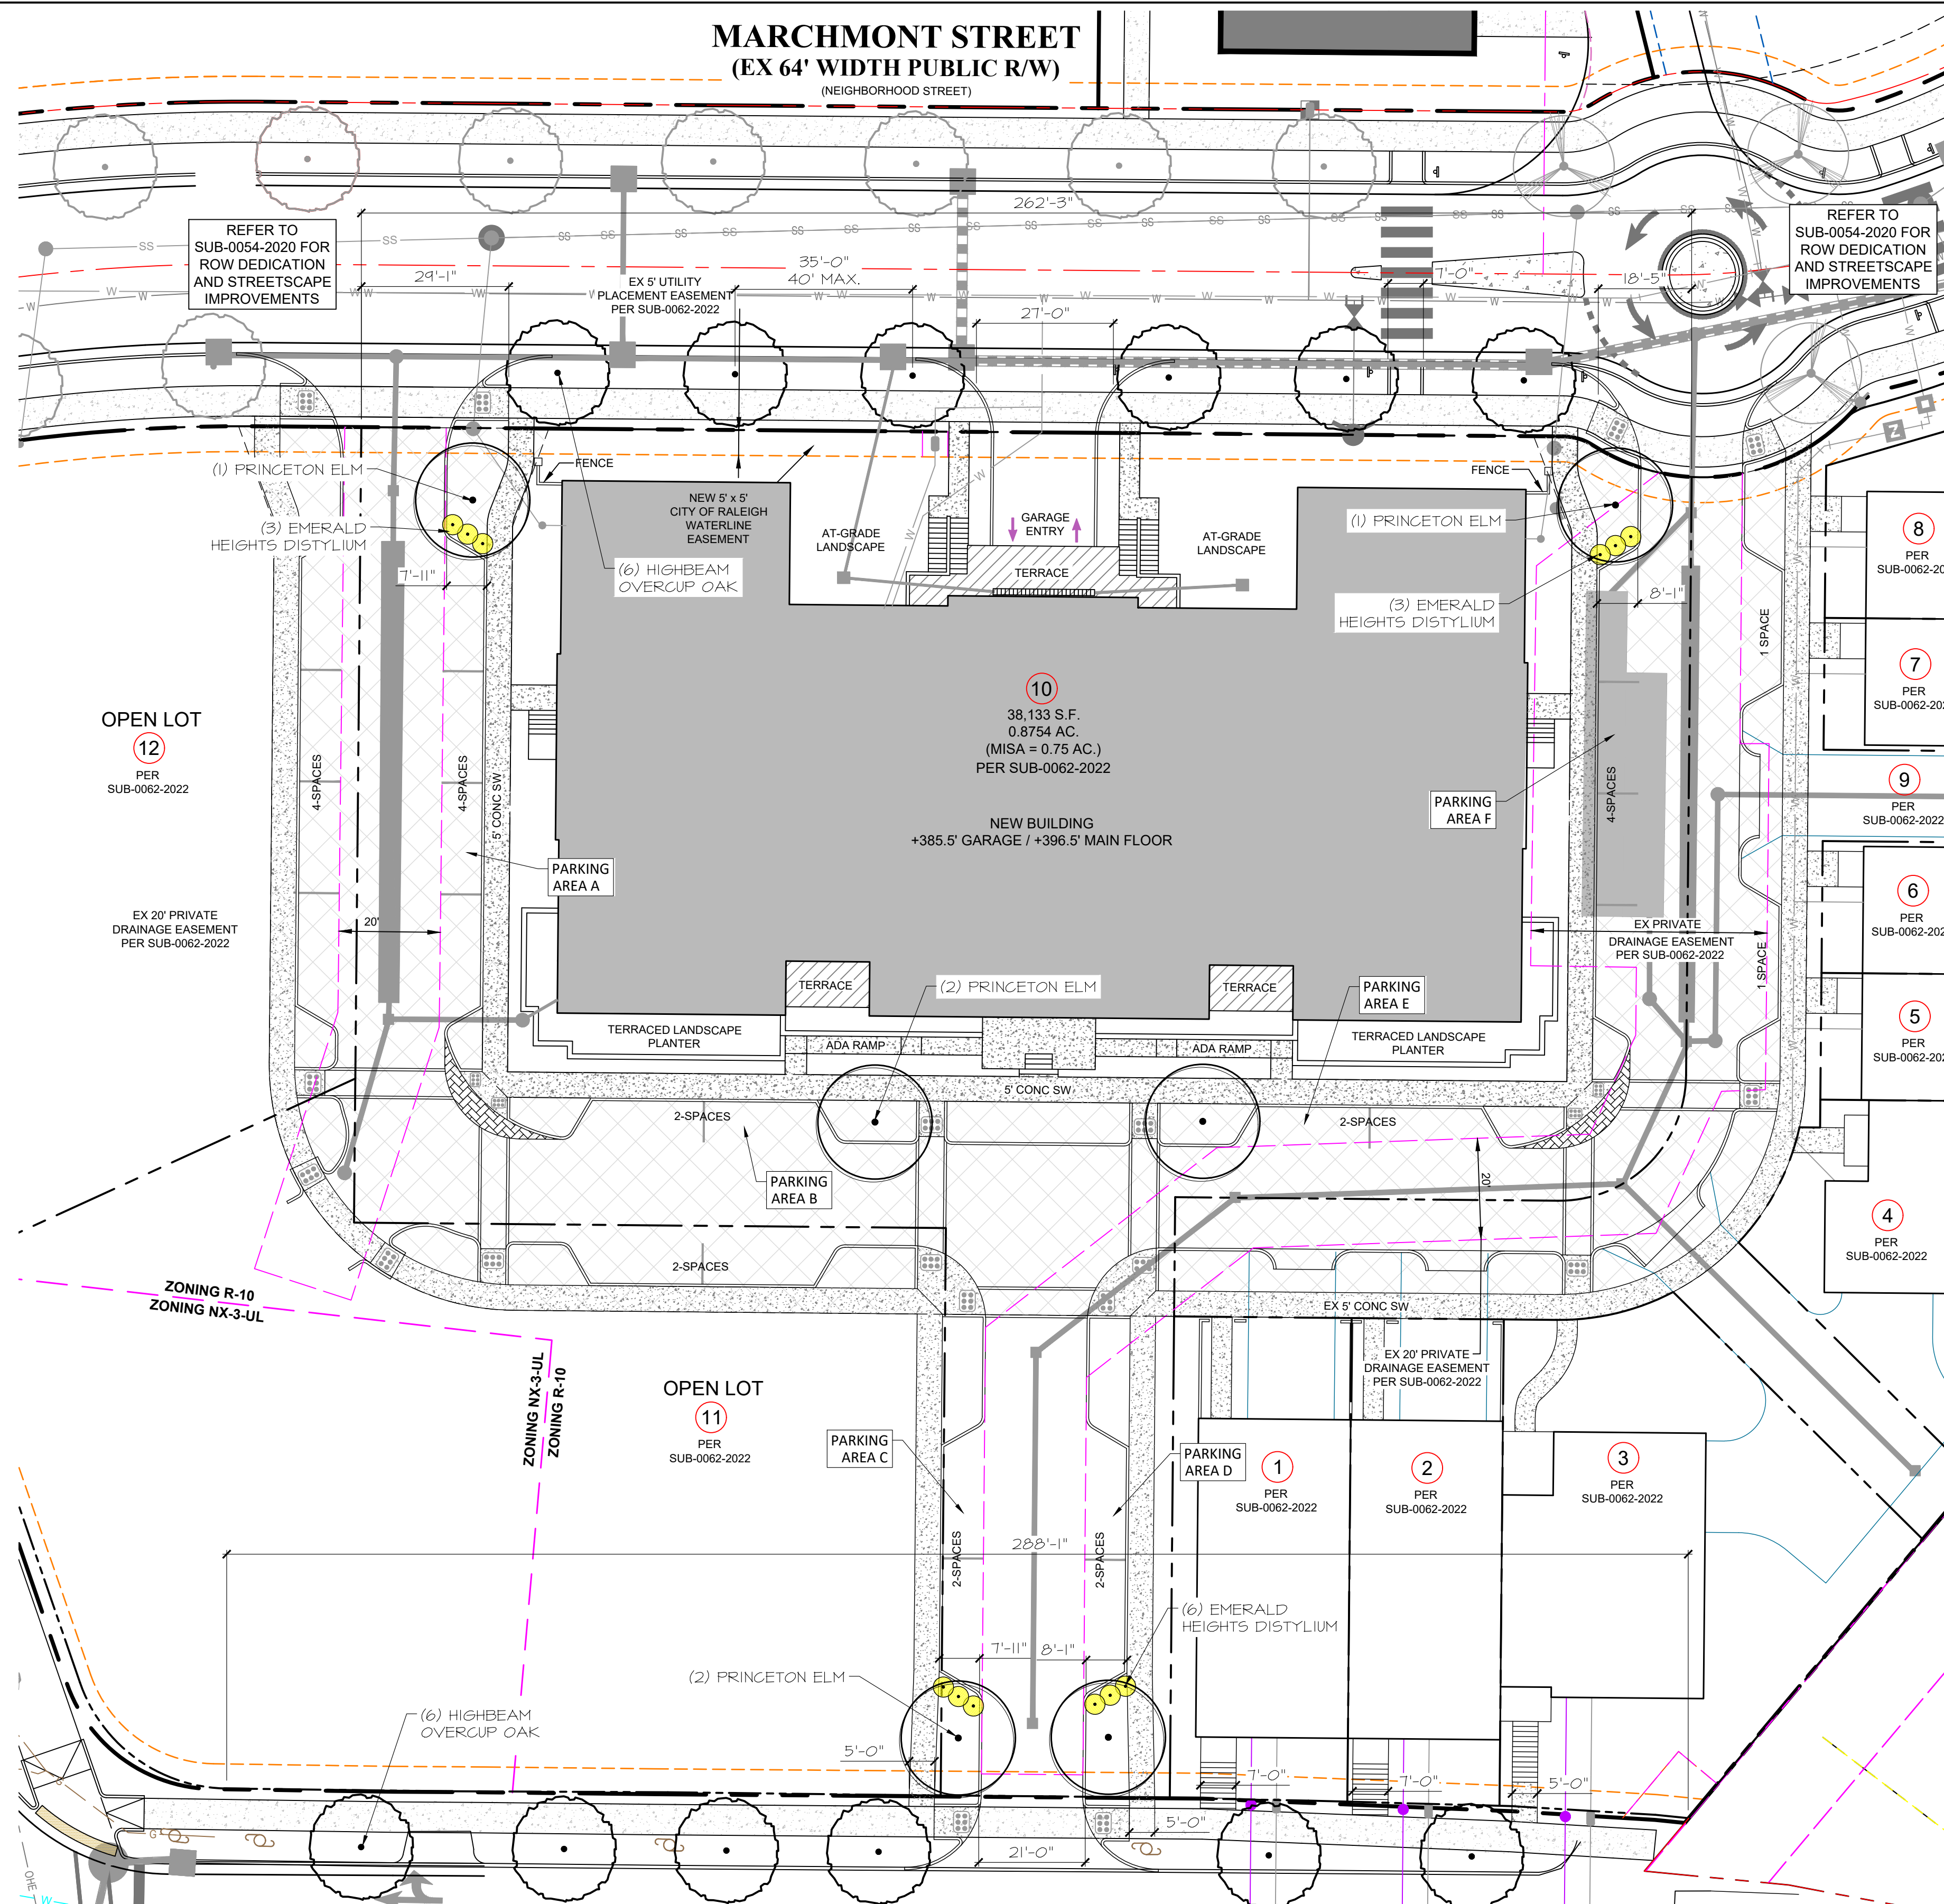 MARCHMONT STREET
(EX 64' WIDTH PUBLIC R/W)
(NEIGHBORHOOD STREET)
REFER TO
SUB-0054-2020 FOR
ROW DEDICATION
AND STREETSCAPE
IMPROVEMENTS
262'-3"
REFER TO
SUB-0054-2020 FOR
ROW DEDICATION
AND STREETSCAPE
IMPROVEMENTS
29'-1"
EX 5' UTILITY
PLACEMENT EASEMENT
PER SUB-0062-2022
35'-0"
40' MAX.
27'-0"
7'-0"
18'-5"
(1) PRINCETON ELM
(3) EMERALD
HEIGHTS DISTYLIUM
7'-11"
FENCE
NEW 5' x 5'
CITY OF RALEIGH
WATERLINE
EASEMENT
(6) HIGHBEAM
OVERCUP OAK
AT-GRADE
LANDSCAPE
GARAGE
ENTRY
TERRACE
AT-GRADE
LANDSCAPE
FENCE
(1) PRINCETON ELM
(3) EMERALD
HEIGHTS DISTYLIUM
8'-1"
1 SPACE
8
PER
7
PER
OPEN LOT
12
PER
SUB-0062-2022
4-SPACES
4-SPACES
5' CONC SW
10
38,133 S.F.
0.8754 AC.
(MISA = 0.75 AC.)
PER SUB-0062-2022
NEW BUILDING
+385.5' GARAGE / +396.5' MAIN FLOOR
PARKING
AREA F
4-SPACES
9
PER
SUB-0062-2022
PARKING
AREA A
6
PER
EX 20' PRIVATE
DRAINAGE EASEMENT
PER SUB-0062-2022
20'
EX PRIVATE
DRAINAGE EASEMENT
PER SUB-0062-2022
1 SPACE
TERRACE
(2) PRINCETON ELM
TERRACE
PARKING
AREA E
5
PER
TERRACED LANDSCAPE
PLANTER
ADA RAMP
ADA RAMP
TERRACED LANDSCAPE
PLANTER
5' CONC SW
2-SPACES
2-SPACES
PARKING
AREA B
20'
4
PER
SUB-0062-2022
2-SPACES
ZONING R-10
ZONING NX-3-UL
EX 5' CONC SW
ZONING NX-3-UL
ZONING R-10
OPEN LOT
11
PER
SUB-0062-2022
EX 20' PRIVATE
DRAINAGE EASEMENT
PER SUB-0062-2022
PARKING
AREA C
PARKING
AREA D
1
PER
SUB-0062-2022
2
PER
SUB-0062-2022
3
PER
SUB-0062-2022
2-SPACES
288'-1"
2-SPACES
(6) EMERALD
HEIGHTS DISTYLIUM
7'-11"
8'-1"
(2) PRINCETON ELM
(6) HIGHBEAM
OVERCUP OAK
5'-0"
7'-0"
7'-0"
5'-0"
5'-0"
21'-0"
OHE